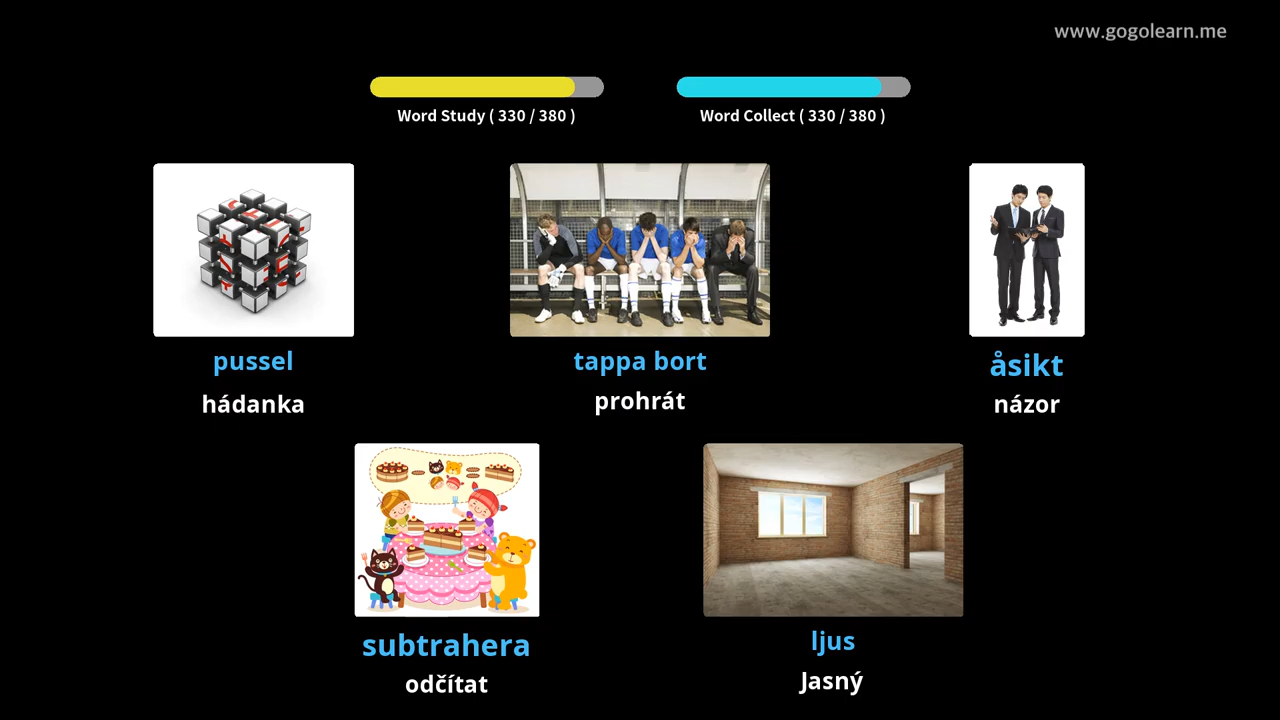 www.gogolearn.me
Word Study ( 330 / 380 )
Word Collect ( 330 / 380 )
pussel
tappa bort
åsikt
hádanka
prohrát
názor
subtrahera
ljus
odčítat
Jasný